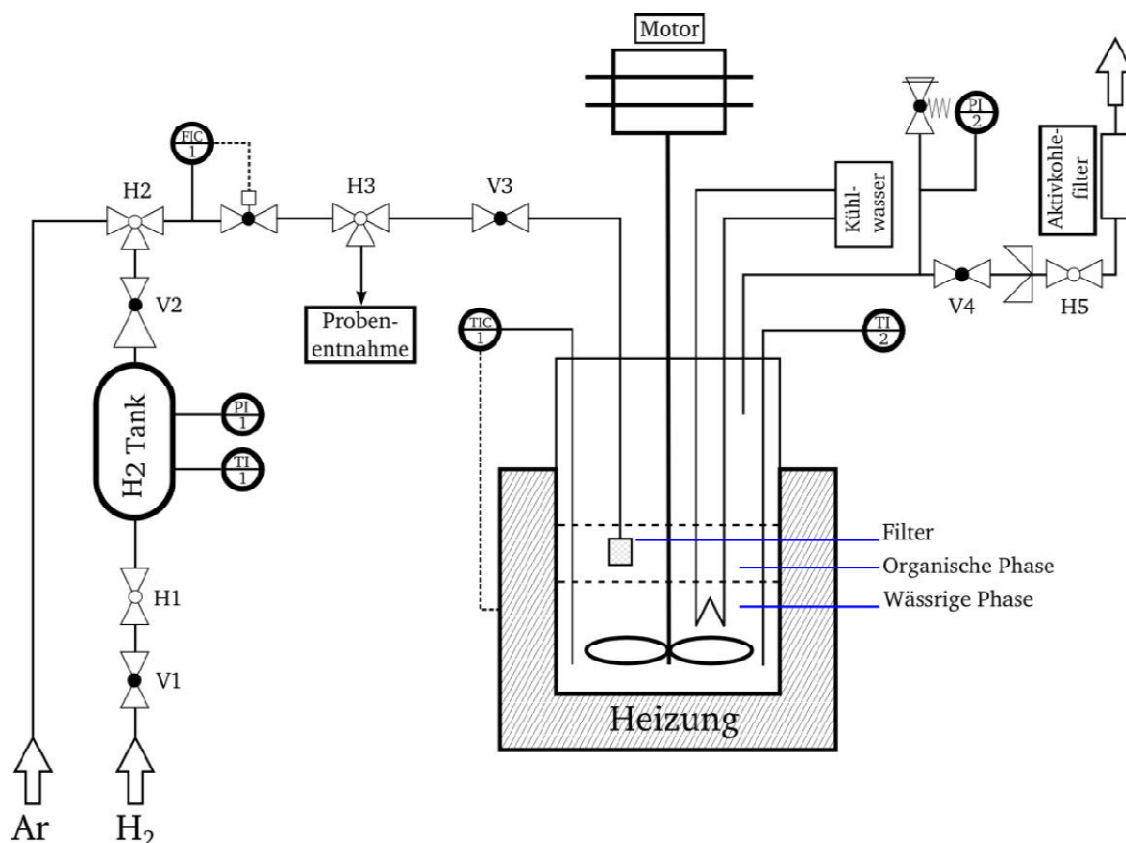 Motor
PI
2
FIC
1
H2
H3
V3
Kühl-
wasser
Aktivkohle-
filter
V2
V4
H5
Proben-
entnahme
TIC
1
TI
2
PI
1
TI
1
H2 Tank
Filter
Organische Phase
Wässrige Phase
H1
V1
Heizung
Ar
H₂